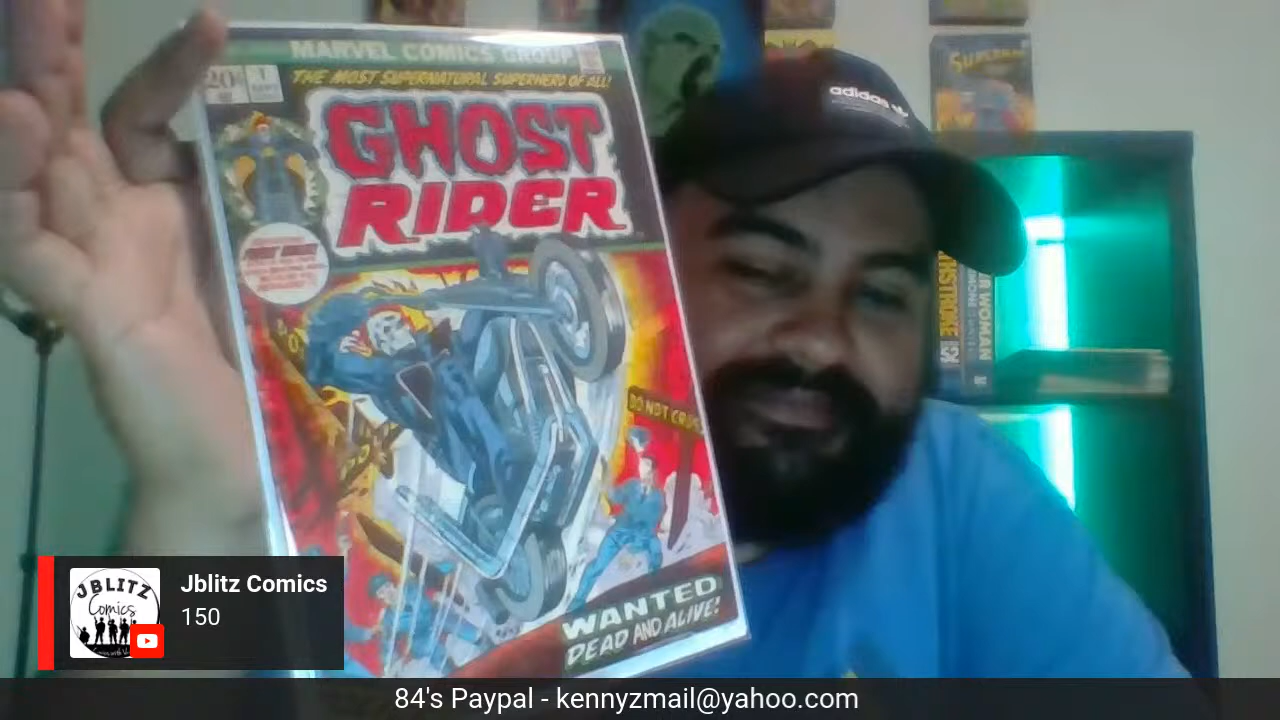 MARVEL COMICS GROUP
20¢ 1
THE MOST SUPERNATURAL SUPERHERO OF ALL!
GHOST
RIDER
DO NOT CROSS
WANTED
DEAD AND ALIVE!
adidas
SUPERMAN
JBLITZ
Comics
Jblitz Comics
150
84's Paypal - kennyzmail@yahoo.com